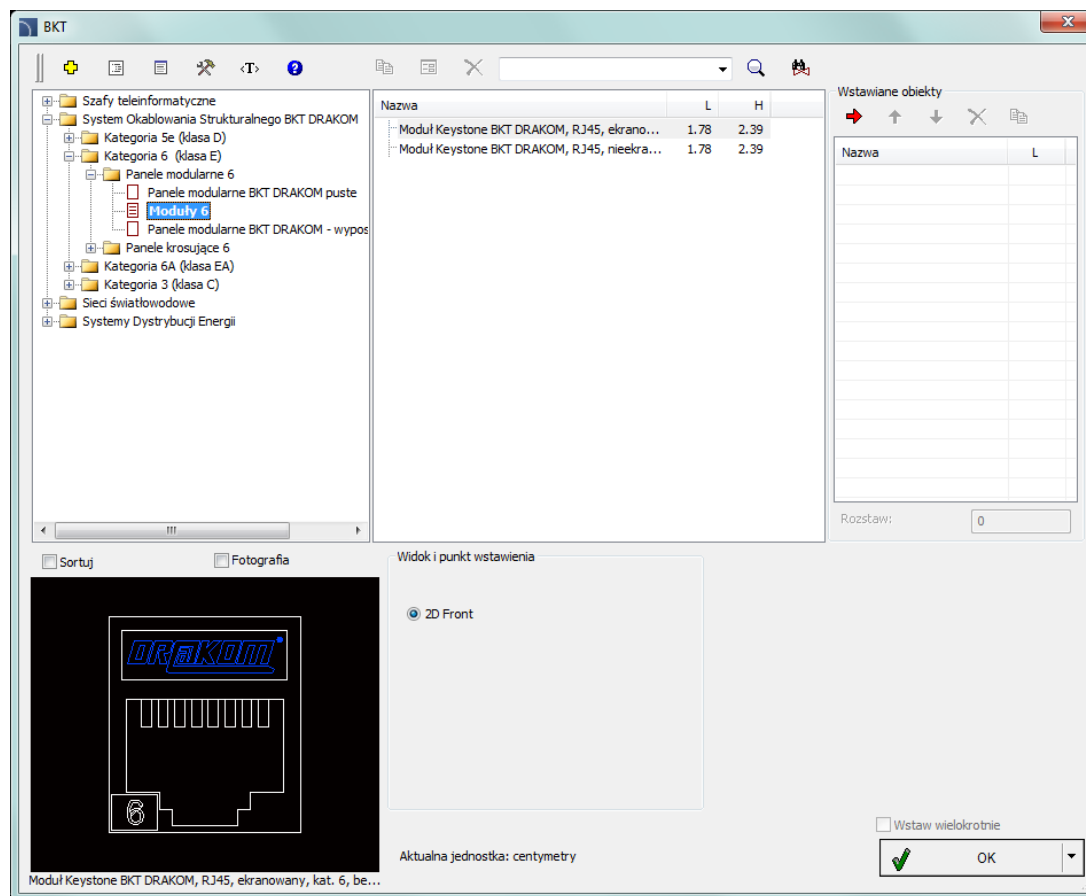 BKT
<T>
?
Szafy teleinformatyczne
System Okablowania Strukturalnego BKT DRAKOM
Kategoria 5e (klasa D)
Kategoria 6 (klasa E)
Panele modularne 6
Panele modularne BKT DRAKOM puste
Moduły 6
Panele modularne BKT DRAKOM - wypos
Panele krosujące 6
Kategoria 6A (klasa EA)
Kategoria 3 (klasa C)
Sieci światłowodowe
Systemy Dystrybucji Energii
Nazwa L H
Moduł Keystone BKT DRAKOM, RJ45, ekrano... 1.78 2.39
Moduł Keystone BKT DRAKOM, RJ45, nieekra... 1.78 2.39
Wstawiane obiekty
Nazwa L
Rozstaw: 0
Sortuj
Fotografia
DR@KOM
6
Moduł Keystone BKT DRAKOM, RJ45, ekranowany, kat. 6, be...
Widok i punkt wstawienia
2D Front
Aktualna jednostka: centymetry
Wstaw wielokrotnie
OK